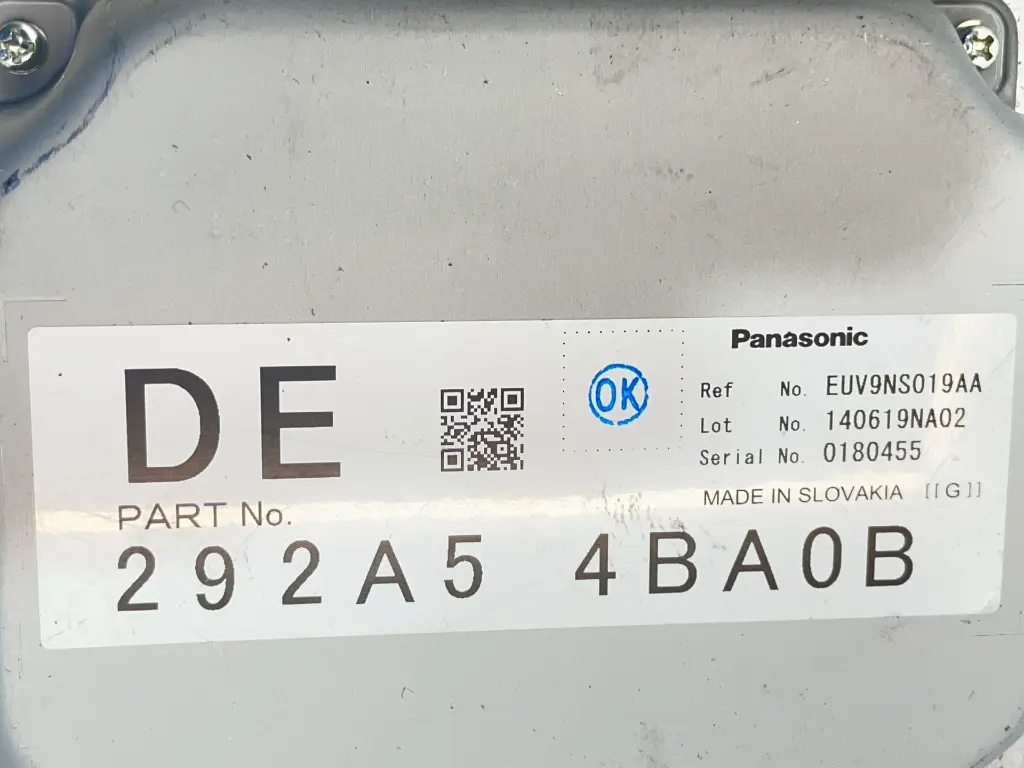 DE
OK
Panasonic
Ref No. EUV9NS019AA
Lot No. 140619NA02
Serial No. 0180455
MADE IN SLOVAKIA [[G]]
PART No.
292A5 4BA0B